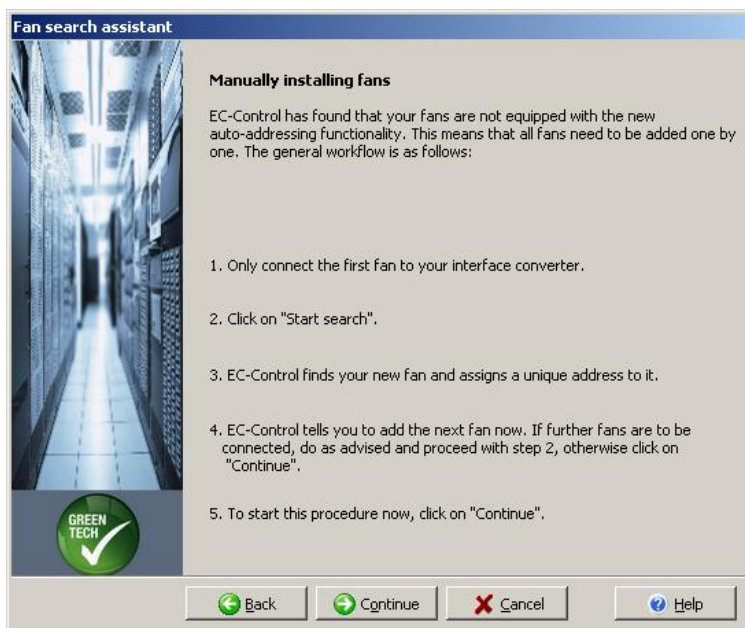 Fan search assistant
Manually installing fans
EC-Control has found that your fans are not equipped with the new
auto-addressing functionality. This means that all fans need to be added one by
one. The general workflow is as follows:
1. Only connect the first fan to your interface converter.
2. Click on "Start search".
3. EC-Control finds your new fan and assigns a unique address to it.
4. EC-Control tells you to add the next fan now. If further fans are to be
connected, do as advised and proceed with step 2, otherwise click on
"Continue".
5. To start this procedure now, click on "Continue".
GREEN
TECH
Back Continue Cancel Help